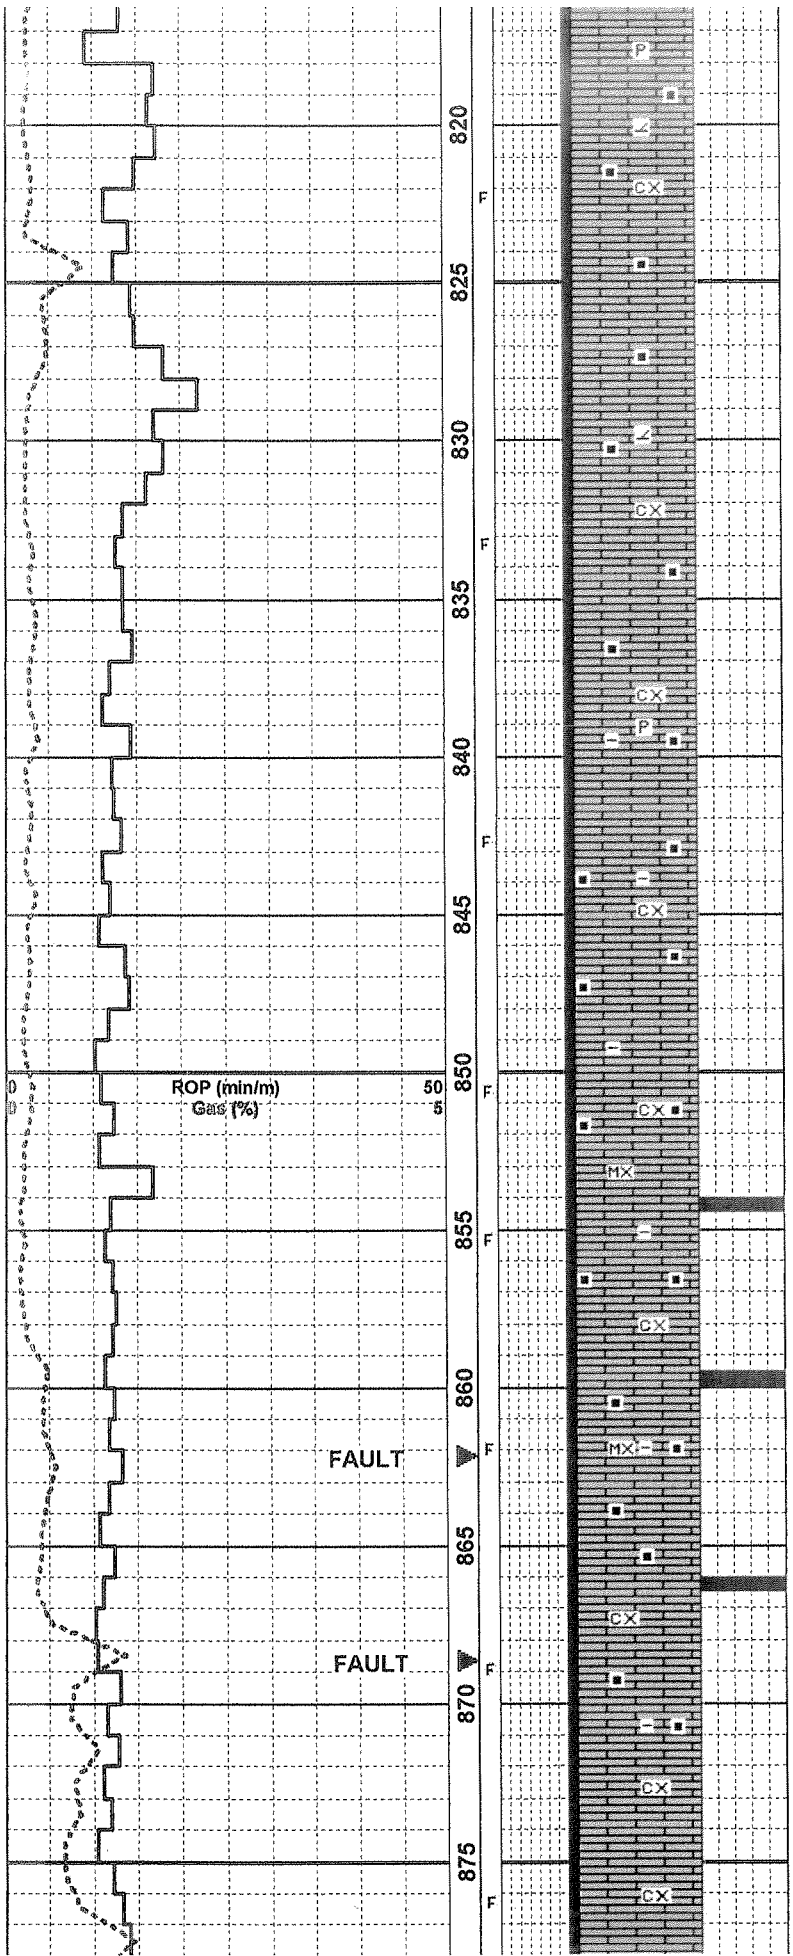 P
820
CX
F
825
830
CX
F
835
CX
P
840
F
CX
845
850
0 ROP (min/m) 50
0 Gas (%) 5
F
CX
MX
855
F
CX
860
FAULT F MX
865
CX
FAULT F
870
CX
875
CX
F